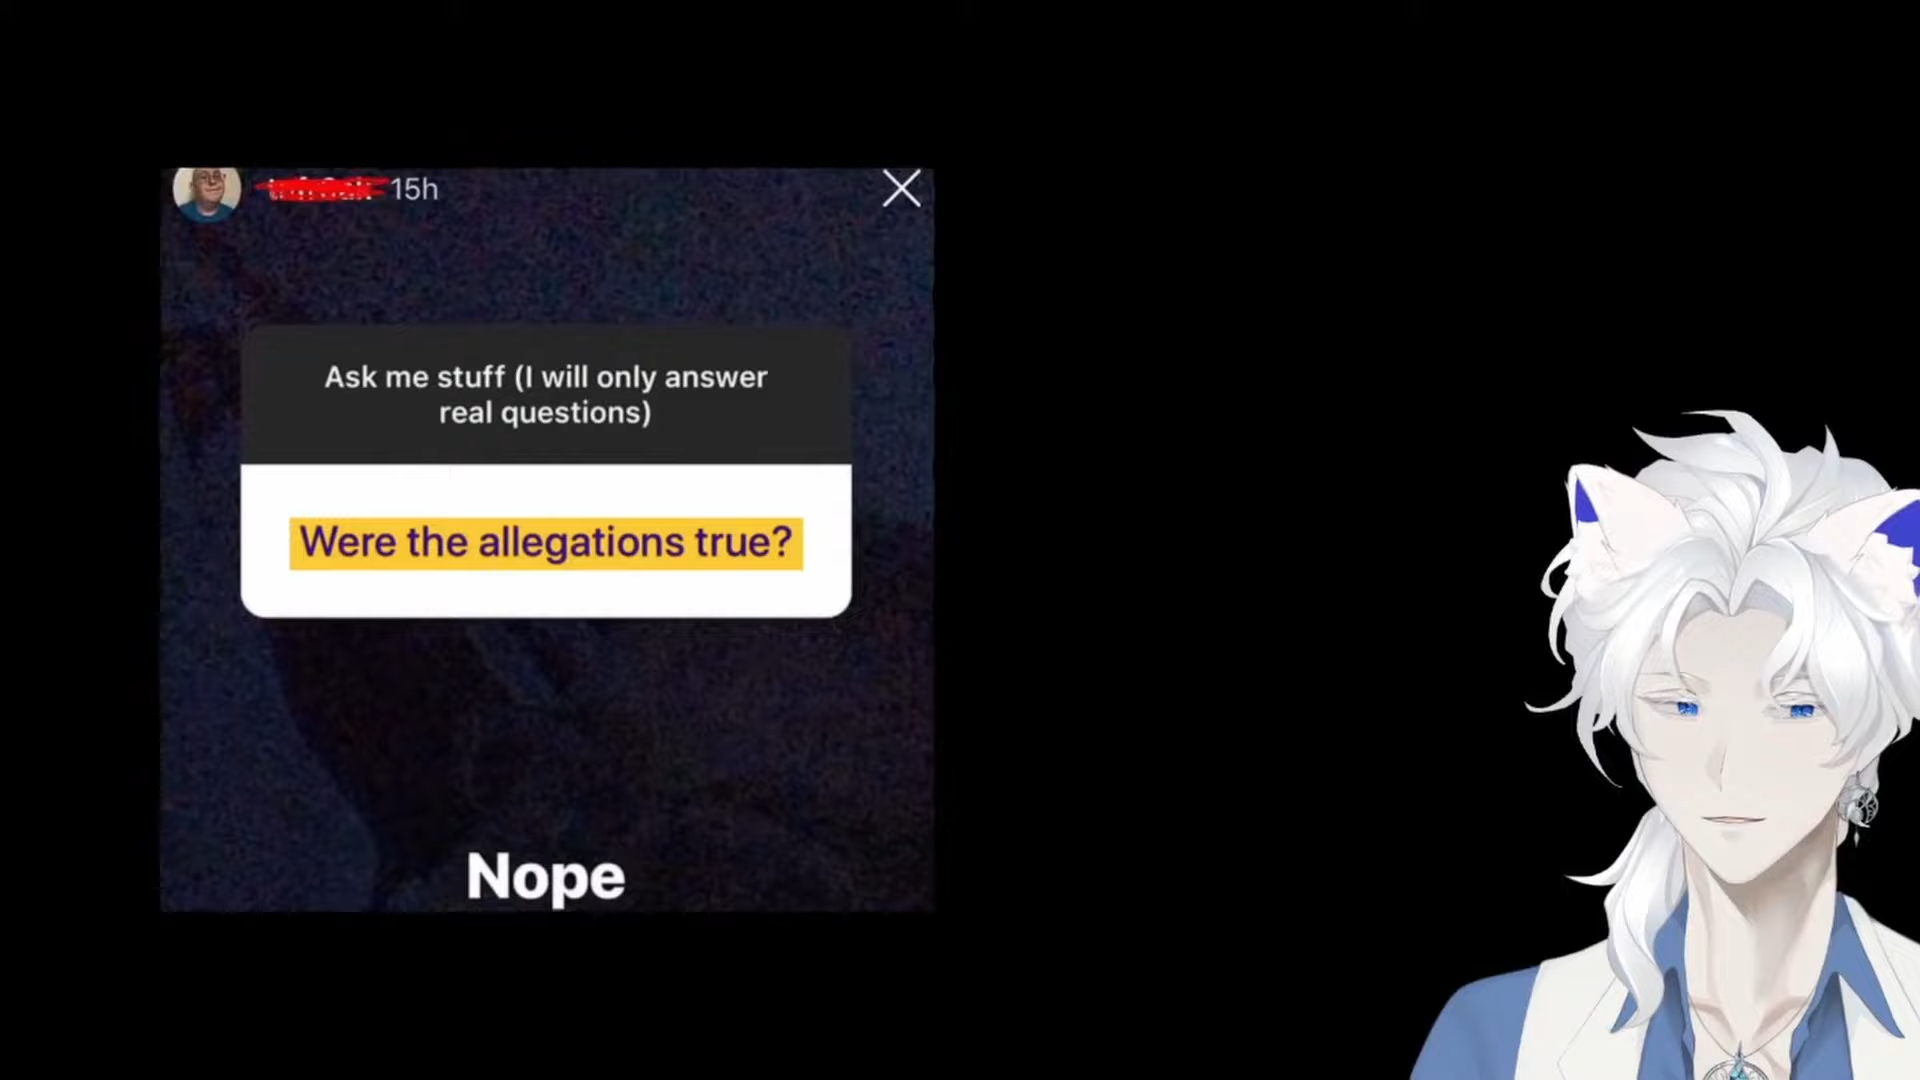 15h
Ask me stuff (I will only answer
real questions)
Were the allegations true?
Nope